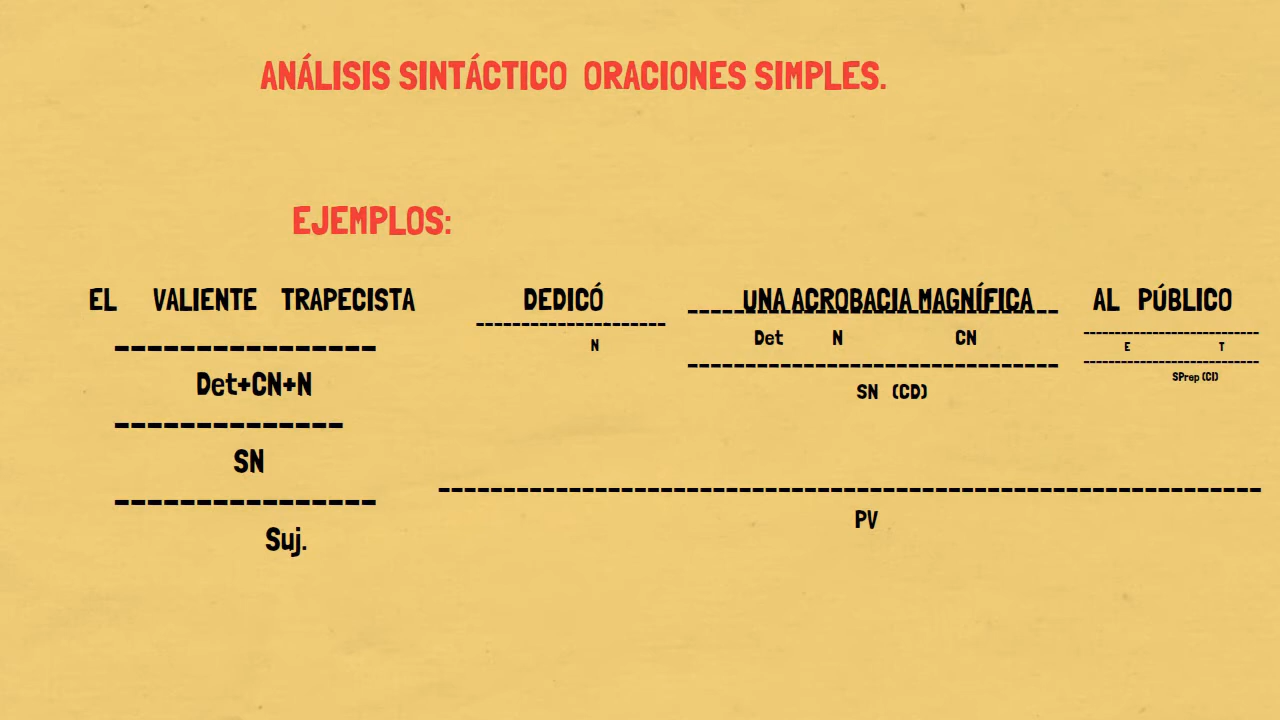 ANÁLISIS SINTÁCTICO ORACIONES SIMPLES.
EJEMPLOS:
EL VALIENTE TRAPECISTA DEDICÓ UNA ACROBACIA MAGNÍFICA AL PÚBLICO
N Det N CN E T
Det+CN+N SN (CD) SPrep (CI)
SN
PV
Suj.